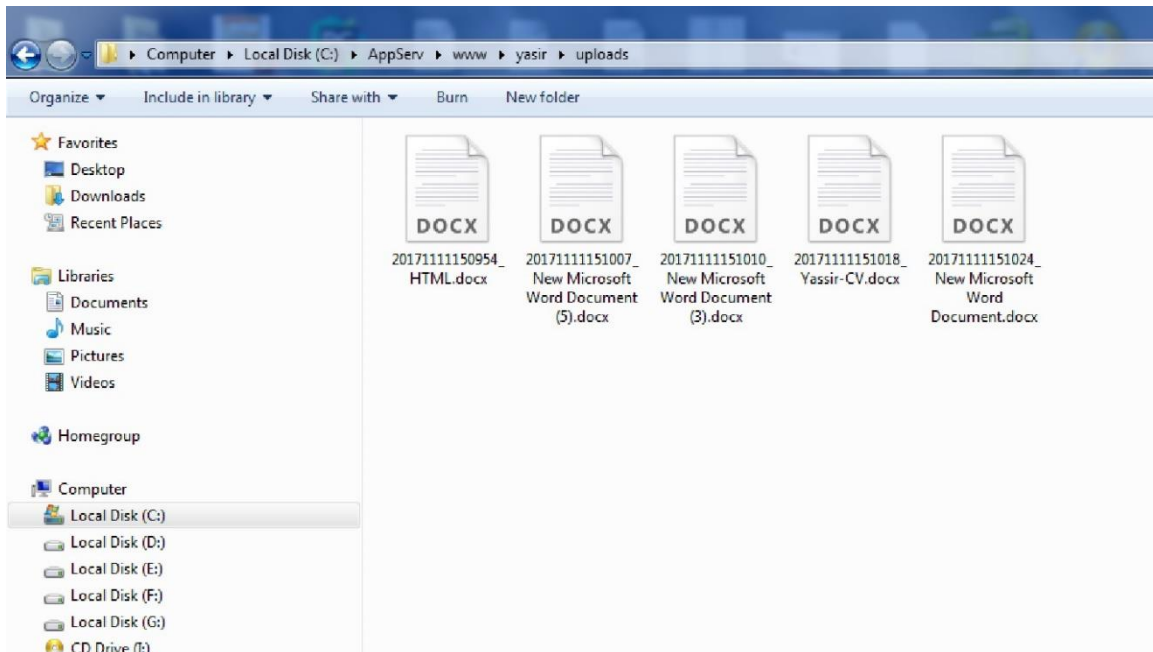 Computer Local Disk (C:) AppServ www yasir uploads
Organize Include in library Share with Burn New folder
Favorites
Desktop
Downloads
Recent Places
Libraries
Documents
Music
Pictures
Videos
Homegroup
Computer
Local Disk (C:)
Local Disk (D:)
Local Disk (E:)
Local Disk (F:)
Local Disk (G:)
CD Drive (I:)
DOCX
20171111150954_
HTML.docx
DOCX
20171111151007_
New Microsoft
Word Document
(5).docx
DOCX
20171111151010_
New Microsoft
Word Document
(3).docx
DOCX
20171111151018_
Yassir-CV.docx
DOCX
20171111151024_
New Microsoft
Word
Document.docx